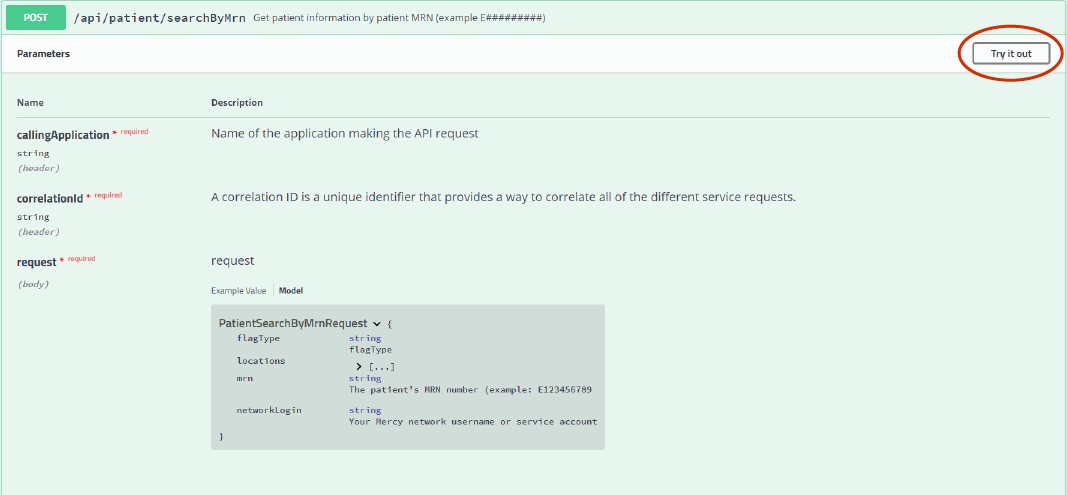 POST /api/patient/searchByMrn Get patient information by patient MRN (example E#########)
Parameters Try it out
Name Description
callingApplication * required Name of the application making the API request
string
(header)
correlationId * required A correlation ID is a unique identifier that provides a way to correlate all of the different service requests.
string
(header)
request * required request
(body)
Example Value Model
PatientSearchByMrnRequest {
flagType string
flagType
locations [...]
mrn string
The patient's MRN number (example: E123456789
networkLogin string
Your Mercy network username or service account
}